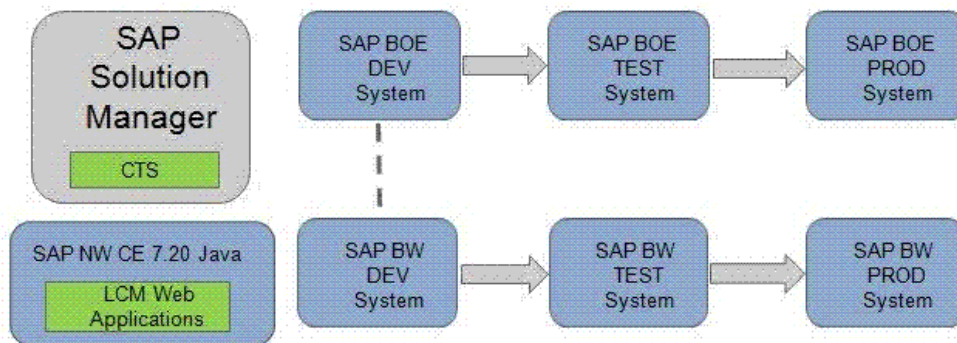 SAP
Solution
Manager
CTS
SAP NW CE 7.20 Java
LCM Web
Applications
SAP BOE
DEV
System
SAP BOE
TEST
System
SAP BOE
PROD
System
SAP BW
DEV
System
SAP BW
TEST
System
SAP BW
PROD
System